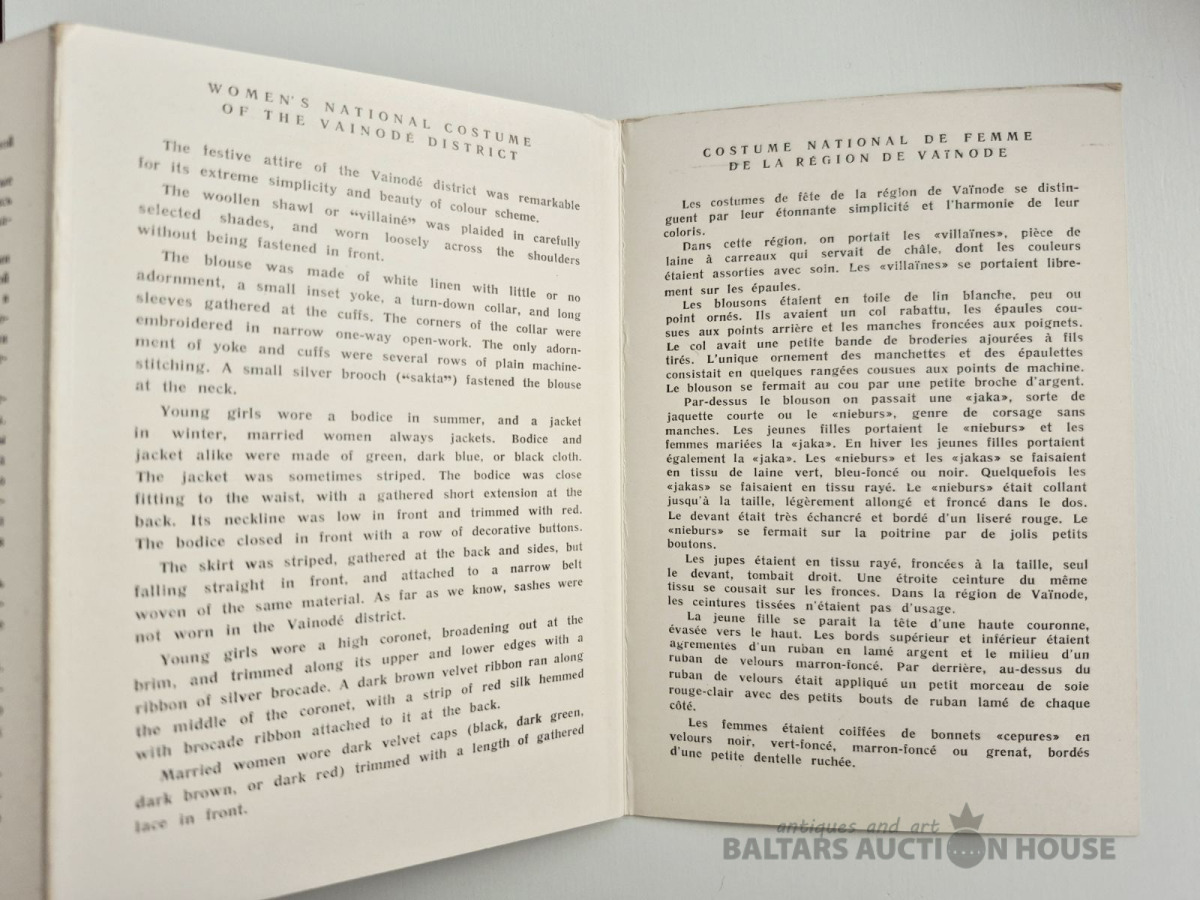 WOMEN'S NATIONAL COSTUME
OF THE VAINODÉ DISTRICT
The festive attire of the Vainodé district was remarkable
for its extreme simplicity and beauty of colour scheme.
The woollen shawl or “villainé” was plaided in carefully
selected shades, and worn loosely across the shoulders
without being fastened in front.
The blouse was made of white linen with little or no
adornment, a small inset yoke, a turn-down collar, and long
sleeves gathered at the cuffs. The corners of the collar were
embroidered in narrow one-way open-work. The only adorn-
ment of yoke and cuffs were several rows of plain machine-
stitching. A small silver brooch (“sakta”) fastened the blouse
at the neck.
Young girls wore a bodice in summer, and a jacket
in winter, married women always jackets. Bodice and
jacket alike were made of green, dark blue, or black cloth.
The jacket was sometimes striped. The bodice was close
fitting to the waist, with a gathered short extension at the
back. Its neckline was low in front and trimmed with red.
The bodice closed in front with a row of decorative buttons.
The skirt was striped, gathered at the back and sides, but
falling straight in front, and attached to a narrow belt
woven of the same material. As far as we know, sashes were
not worn in the Vainodé district.
Young girls wore a high coronet, broadening out at the
brim, and trimmed along its upper and lower edges with a
ribbon of silver brocade. A dark brown velvet ribbon ran along
the middle of the coronet, with a strip of red silk hemmed
with brocade ribbon attached to it at the back.
Married women wore dark velvet caps (black, dark green,
dark brown, or dark red) trimmed with a length of gathered
lace in front.
COSTUME NATIONAL DE FEMME
DE LA RÉGION DE VAÏNODE
Les costumes de fête de la région de Vaïnode se distin-
guent par leur étonnante simplicité et l'harmonie de leur
coloris.
Dans cette région, on portait les «villaïnes», pièce de
laine à carreaux qui servait de châle, dont les couleurs
étaient assorties avec soin. Les «villaïnes» se portaient libre-
ment sur les épaules.
Les blousons étaient en toile de lin blanche, peu ou
point ornés. Ils avaient un col rabattu, les épaules cou-
sues aux points arrière et les manches froncées aux poignets.
Le col avait une petite bande de broderies ajourées à fils
tirés. L'unique ornement des manchettes et des épaulettes
consistait en quelques rangées cousues aux points de machine.
Le blouson se fermait au cou par une petite broche d'argent.
Par-dessus le blouson on passait une «jaka», sorte de
jaquette courte ou le «nieburs», genre de corsage sans
manches. Les jeunes filles portaient le «nieburs» et les
femmes mariées la «jaka». En hiver les jeunes filles portaient
également la «jaka». Les «nieburs» et les «jakas» se faisaient
en tissu de laine vert, bleu-foncé ou noir. Quelquefois les
«jakas» se faisaient en tissu rayé. Le «nieburs» était collant
jusqu'à la taille, légèrement allongé et froncé dans le dos.
Le devant était très échancré et bordé d'un liseré rouge. Le
«nieburs» se fermait sur la poitrine par de jolis petits
boutons.
Les jupes étaient en tissu rayé, froncées à la taille, seul
le devant, tombait droit. Une étroite ceinture du même
tissu se cousait sur les fronces. Dans la région de Vaïnode,
les ceintures tissées n'étaient pas d'usage.
La jeune fille se parait la tête d'une haute couronne,
évasée vers le haut. Les bords supérieur et inférieur étaient
agrementes d'un ruban en lamé argent et le milieu d'un
ruban de velours marron-foncé. Par derrière, au-dessus du
ruban de velours était appliqué un petit morceau de soie
rouge-clair avec des petits bouts de ruban lamé de chaque
côté.
Les femmes étaient coiffées de bonnets «cepures» en
velours noir, vert-foncé, marron-foncé ou grenat, bordés
d'une petite dentelle ruchée.
antiques and art
BALTARS AUCTION HOUSE